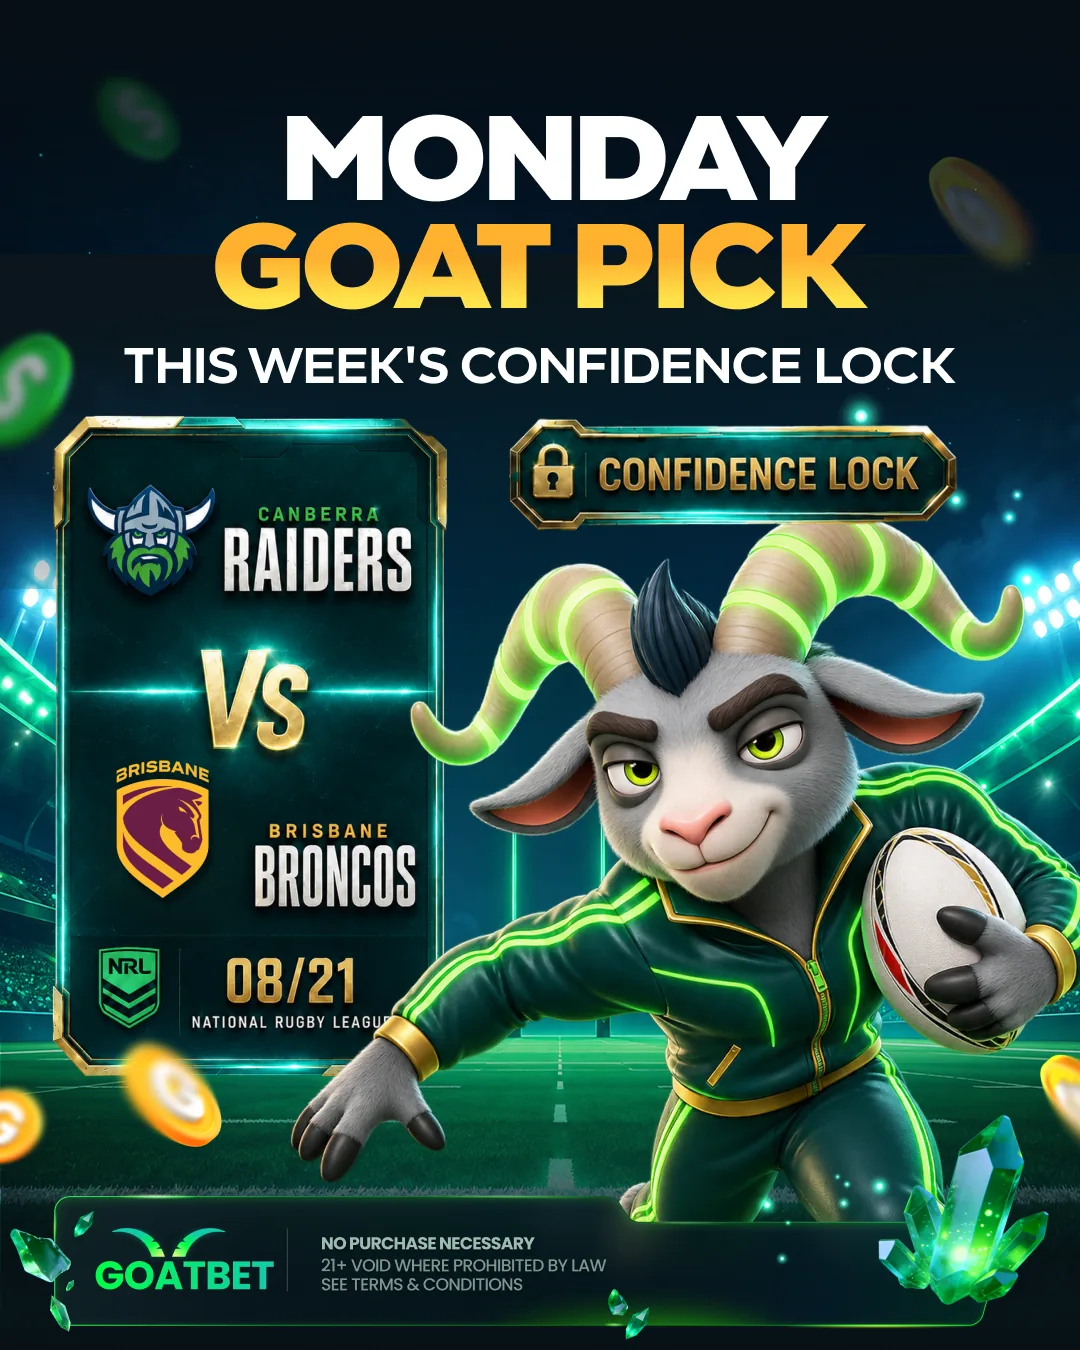 MONDAY
GOAT PICK
THIS WEEK'S CONFIDENCE LOCK
CONFIDENCE LOCK
CANBERRA
RAIDERS
VS
BRISBANE
BRISBANE
BRONCOS
NRL
08/21
NATIONAL RUGBY LEAGUE
GOATBET
NO PURCHASE NECESSARY
21+ VOID WHERE PROHIBITED BY LAW
SEE TERMS & CONDITIONS